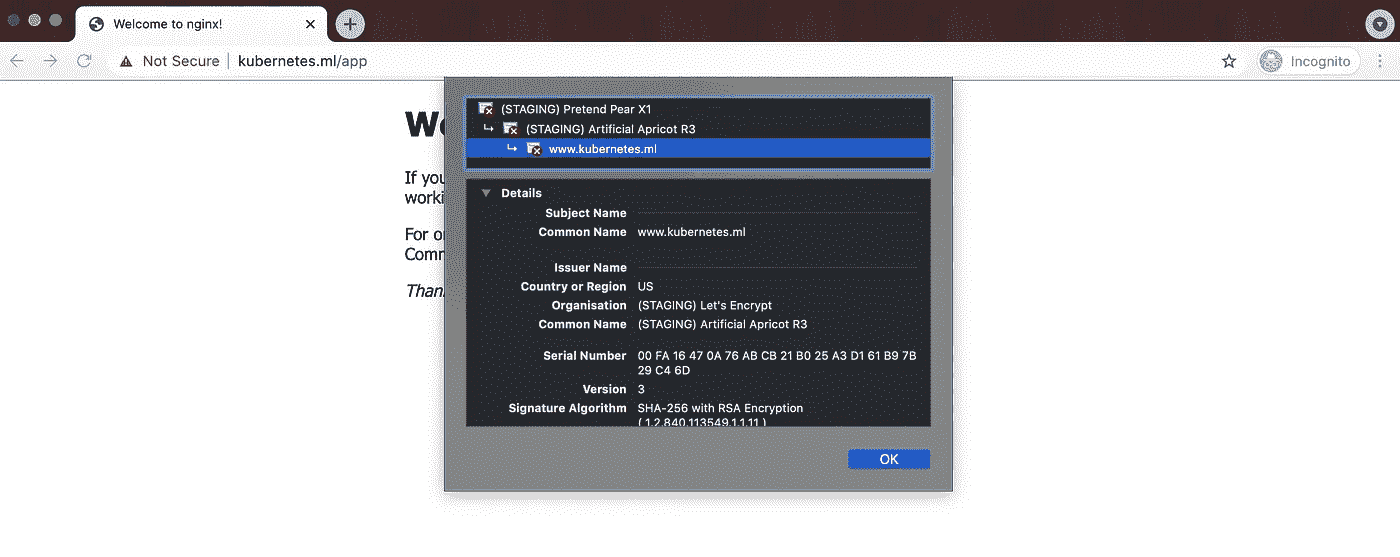 Welcome to nginx!
Not Secure | kubernetes.ml/app
Incognito
(STAGING) Pretend Pear X1
(STAGING) Artificial Apricot R3
www.kubernetes.ml
If you
worki
For o
Comm
Than
Details
Subject Name
Common Name www.kubernetes.ml
Issuer Name
Country or Region US
Organisation (STAGING) Let's Encrypt
Common Name (STAGING) Artificial Apricot R3
Serial Number 00 FA 16 47 0A 76 AB CB 21 B0 25 A3 D1 61 B9 7B
29 C4 6D
Version 3
Signature Algorithm SHA-256 with RSA Encryption
( 1.2.840.113549.1.1.11 )
OK